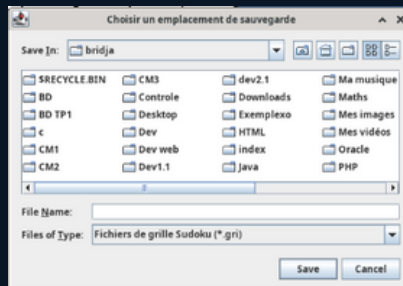 Choisir un emplacement de sauvegarde
Save In: bridja
$RECYCLE.BIN CM3 dev2.1 Ma musique
BD Controle Downloads Maths
BD TP1 Desktop Exemplexo Mes images
c Dev HTML Mes vidéos
CM1 Dev web index Oracle
CM2 Dev1.1 Java PHP
File Name:
Files of Type: Fichiers de grille Sudoku (*.gri)
Save Cancel